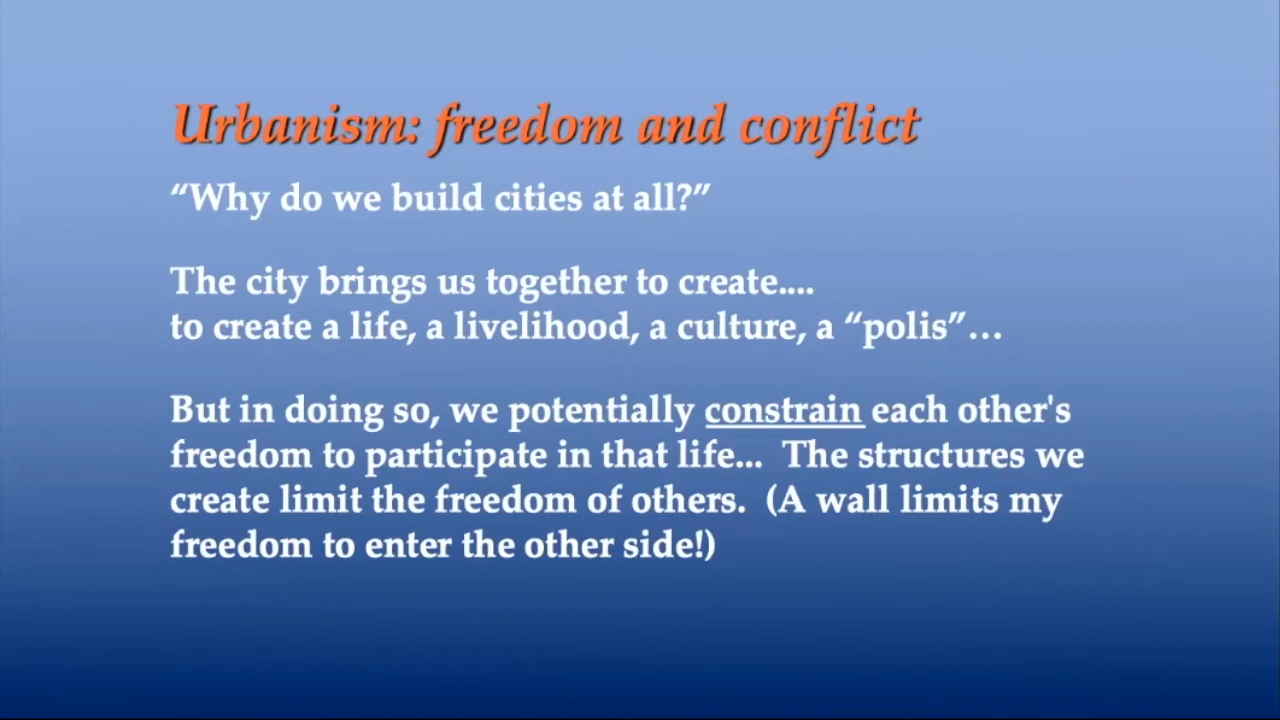 Urbanism: freedom and conflict
“Why do we build cities at all?”
The city brings us together to create....
to create a life, a livelihood, a culture, a “polis”…
But in doing so, we potentially constrain each other's
freedom to participate in that life...  The structures we
create limit the freedom of others.  (A wall limits my
freedom to enter the other side!)